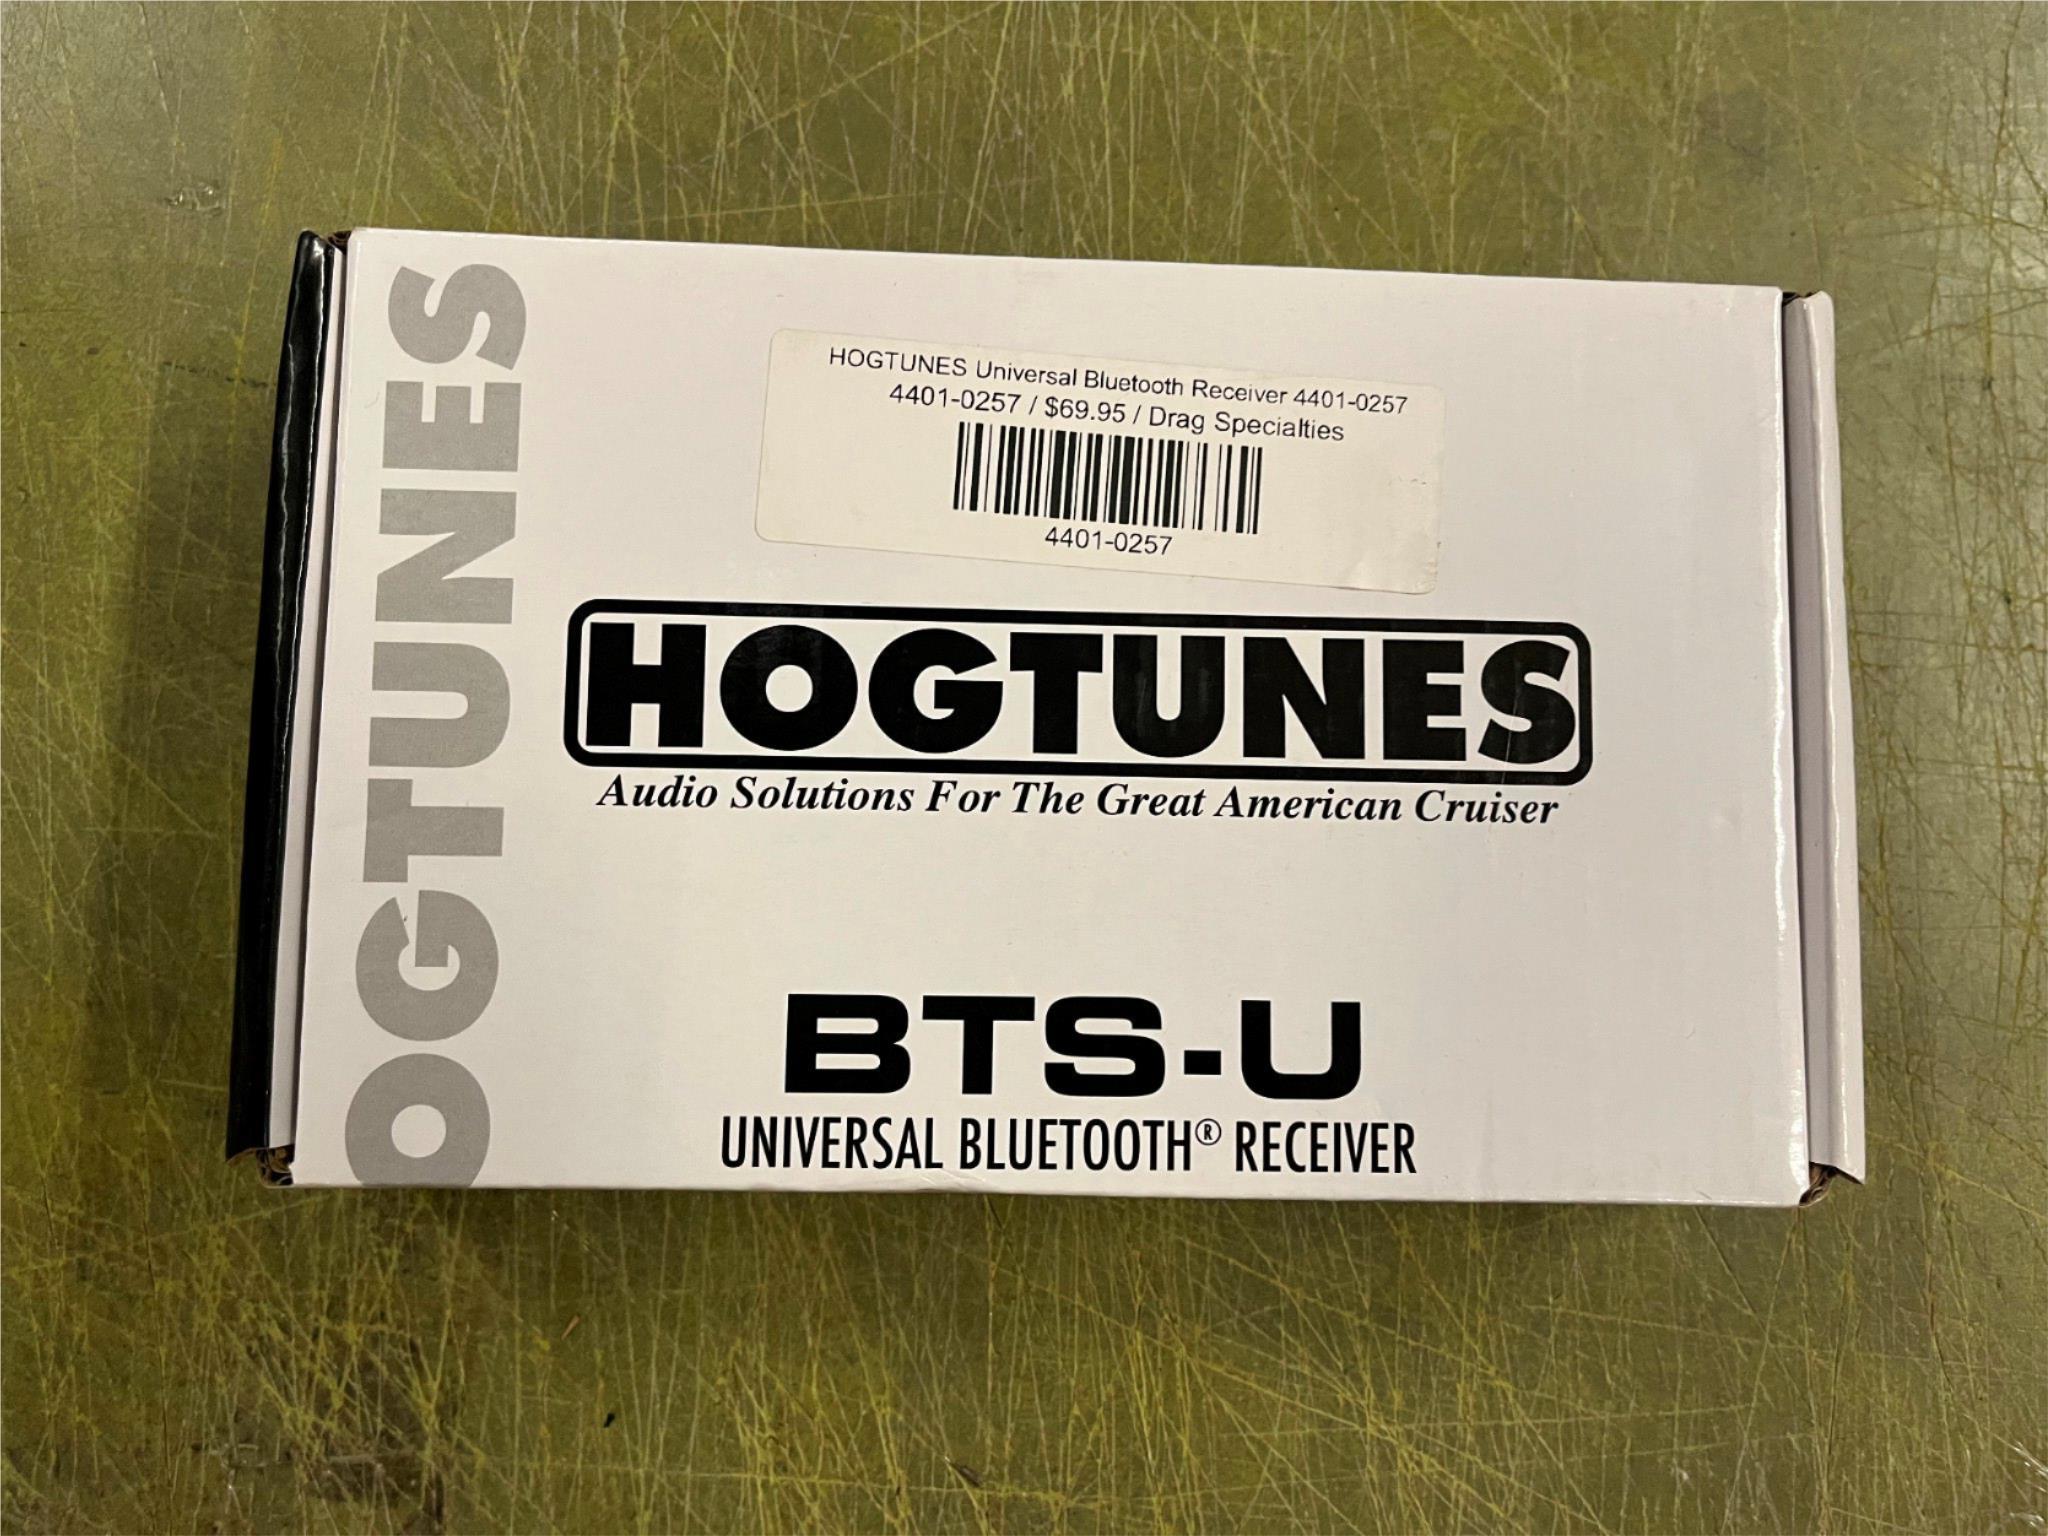 OGTUNES
HOGTUNES Universal Bluetooth Receiver 4401-0257
4401-0257 / $69.95 / Drag Specialties
4401-0257
HOGTUNES
Audio Solutions For The Great American Cruiser
BTS-U
UNIVERSAL BLUETOOTH® RECEIVER